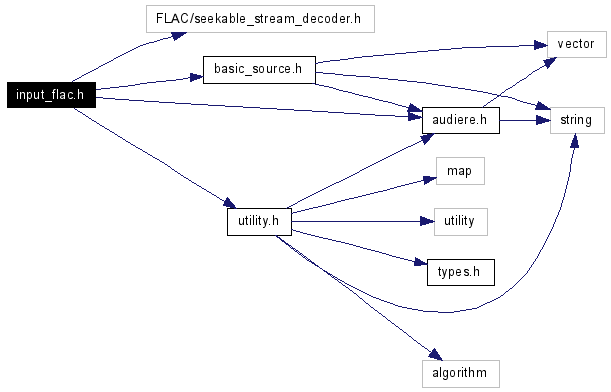 FLAC/seekable_stream_decoder.h
vector
basic_source.h
input_flac.h
audiere.h
string
map
utility.h
utility
types.h
algorithm